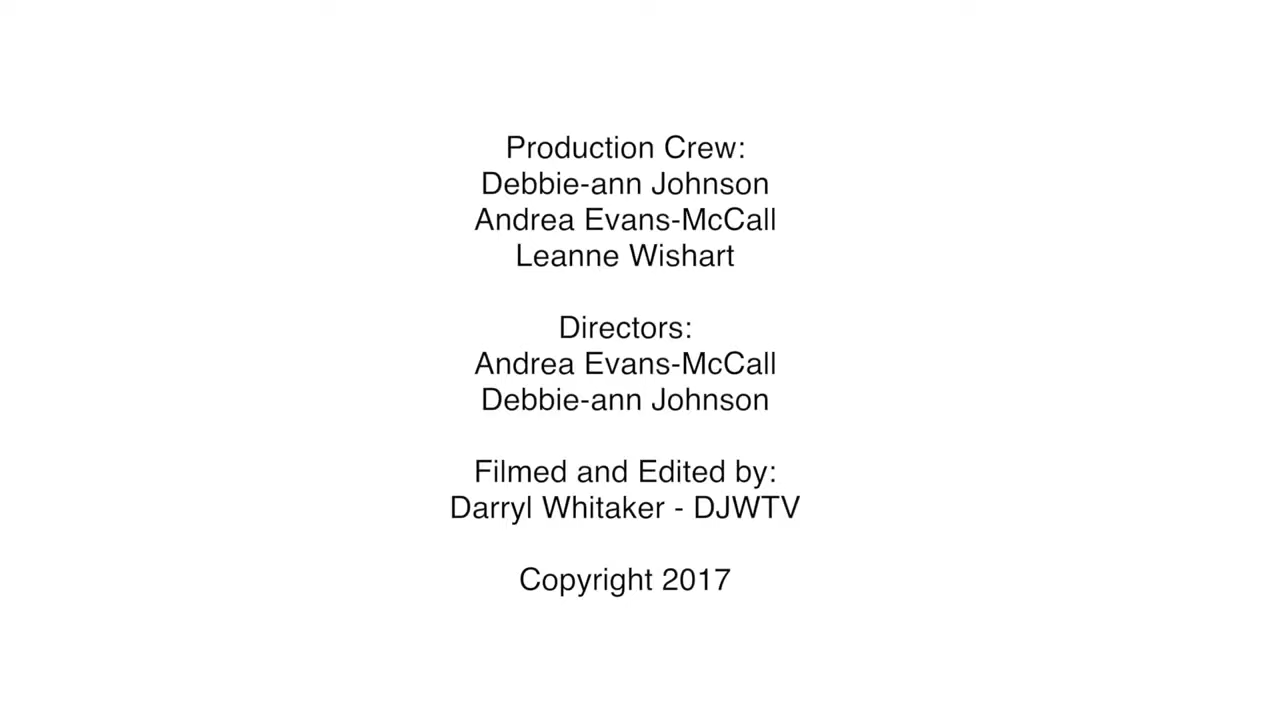 Production Crew:
Debbie-ann Johnson
Andrea Evans-McCall
Leanne Wishart
Directors:
Andrea Evans-McCall
Debbie-ann Johnson
Filmed and Edited by:
Darryl Whitaker - DJWTV
Copyright 2017